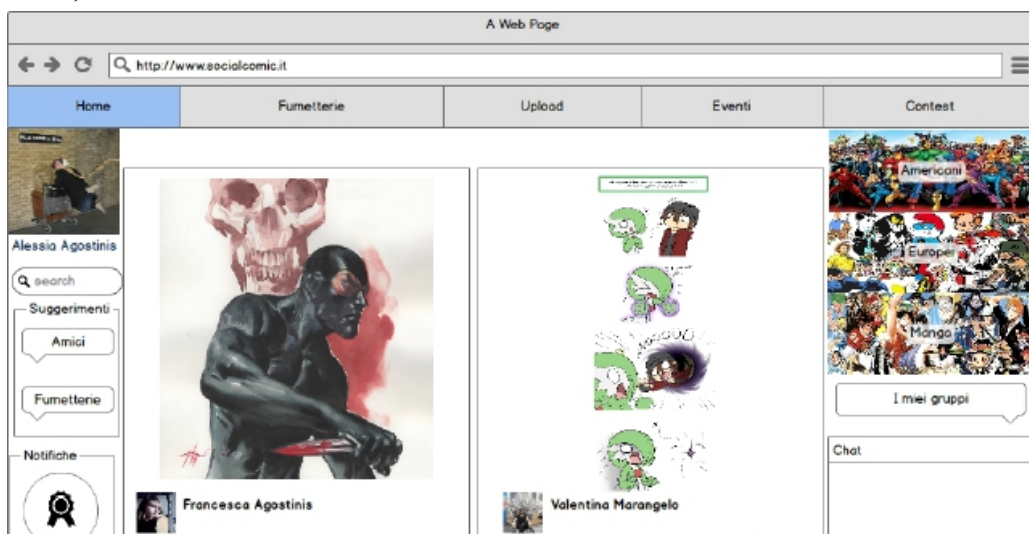 A Web Page
http://www.socialcomic.it
Home
Fumetterie
Upload
Eventi
Contest
Alessia Agostinis
search
Suggerimenti
Amici
Fumetterie
Notifiche
Francesca Agostinis
Valentina Marangelo
Americani
Europei
Manga
I miei gruppi
Chat